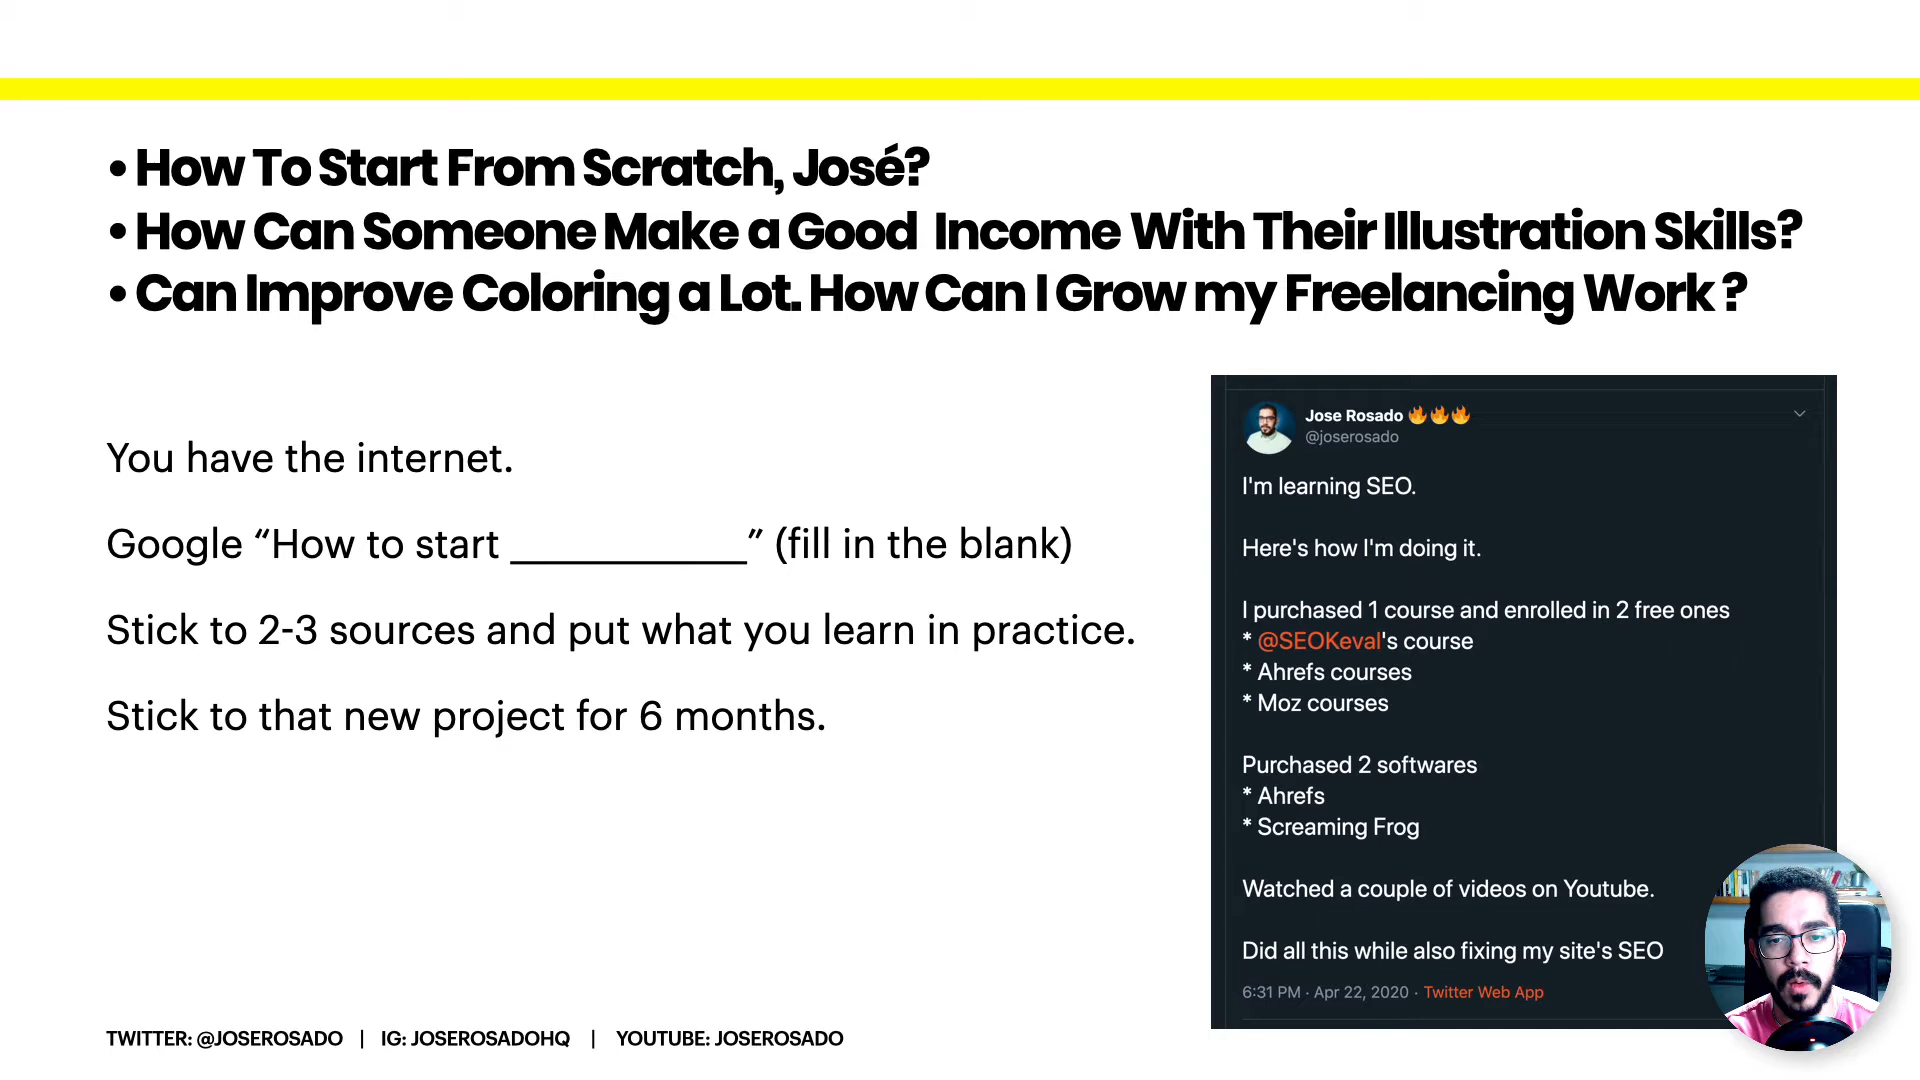 • How To Start From Scratch, José?
• How Can Someone Make a Good Income With Their Illustration Skills?
• Can Improve Coloring a Lot. How Can I Grow my Freelancing Work ?
You have the internet.
Google “How to start ___________” (fill in the blank)
Stick to 2-3 sources and put what you learn in practice.
Stick to that new project for 6 months.
Jose Rosado 🔥🔥🔥
@joserosado
I'm learning SEO.
Here's how I'm doing it.
I purchased 1 course and enrolled in 2 free ones
* @SEOKeval's course
* Ahrefs courses
* Moz courses
Purchased 2 softwares
* Ahrefs
* Screaming Frog
Watched a couple of videos on Youtube.
Did all this while also fixing my site's SEO
6:31 PM · Apr 22, 2020 · Twitter Web App
TWITTER: @JOSEROSADO | IG: JOSEROSADOHQ | YOUTUBE: JOSEROSADO